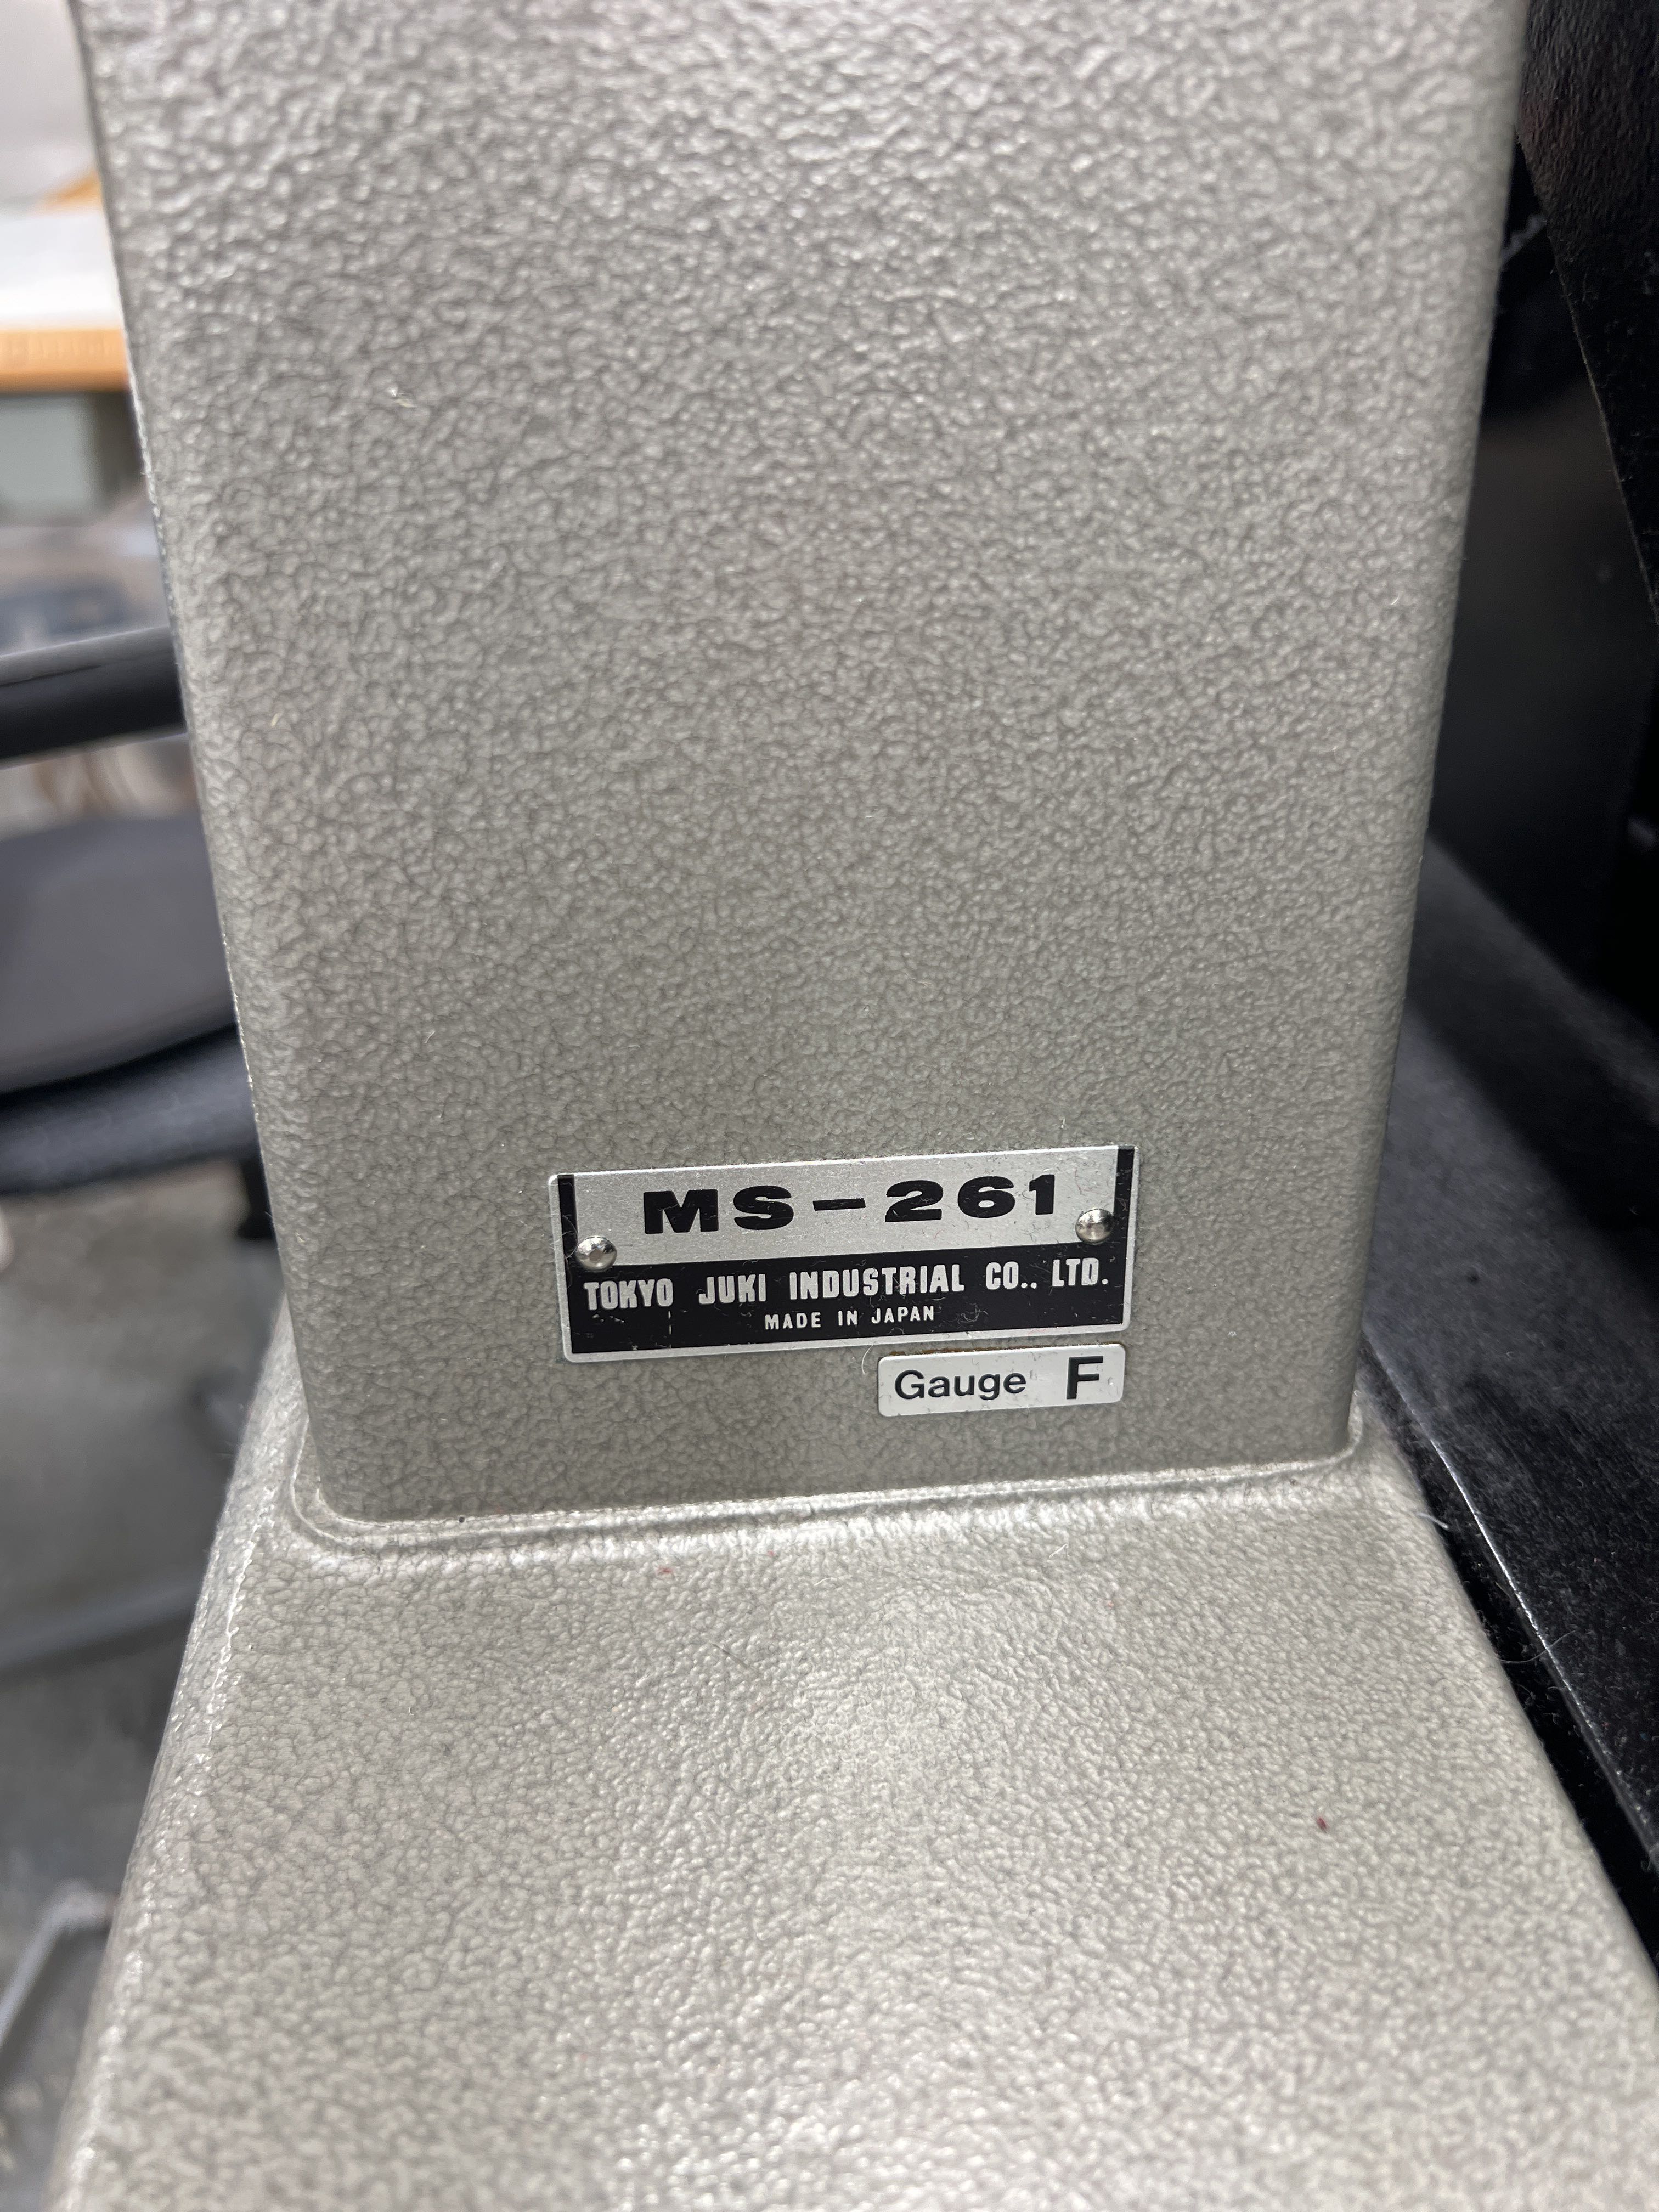 MS-261
TOKYO JUKI INDUSTRIAL CO., LTD.
MADE IN JAPAN
Gauge F